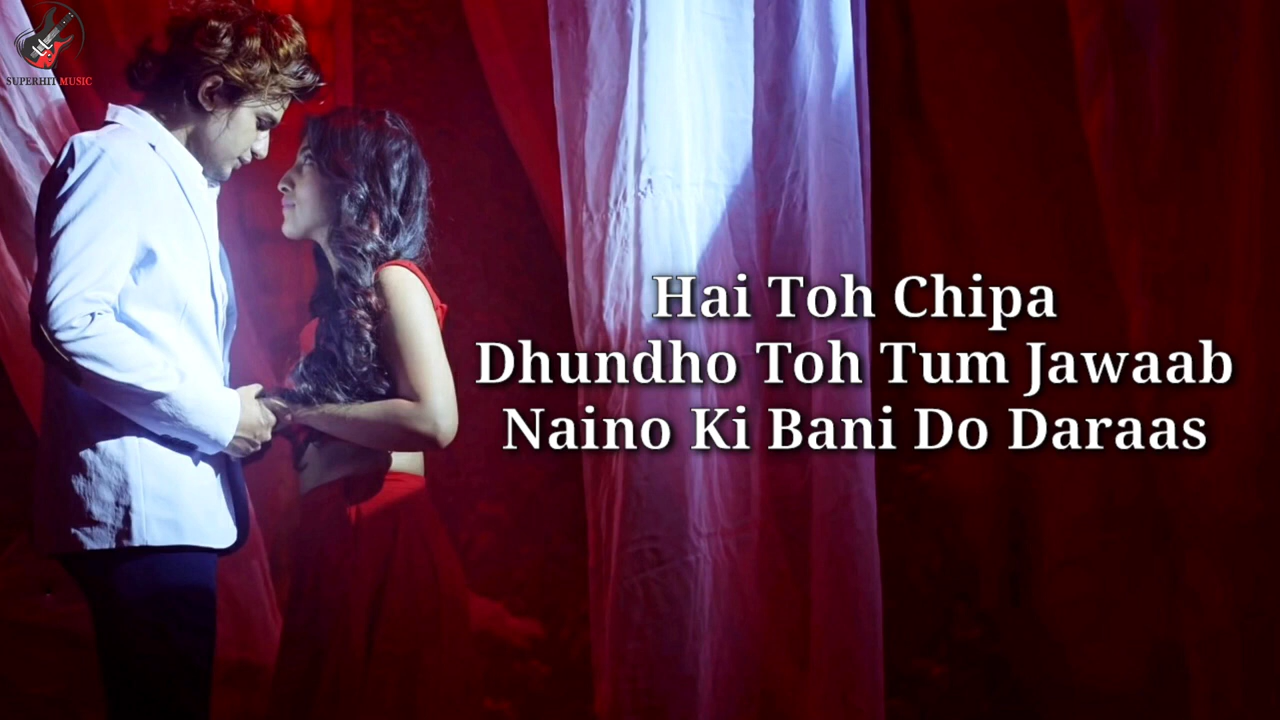 SUPERHIT MUSIC
Hai Toh Chipa
Dhundho Toh Tum Jawaab
Naino Ki Bani Do Daraas